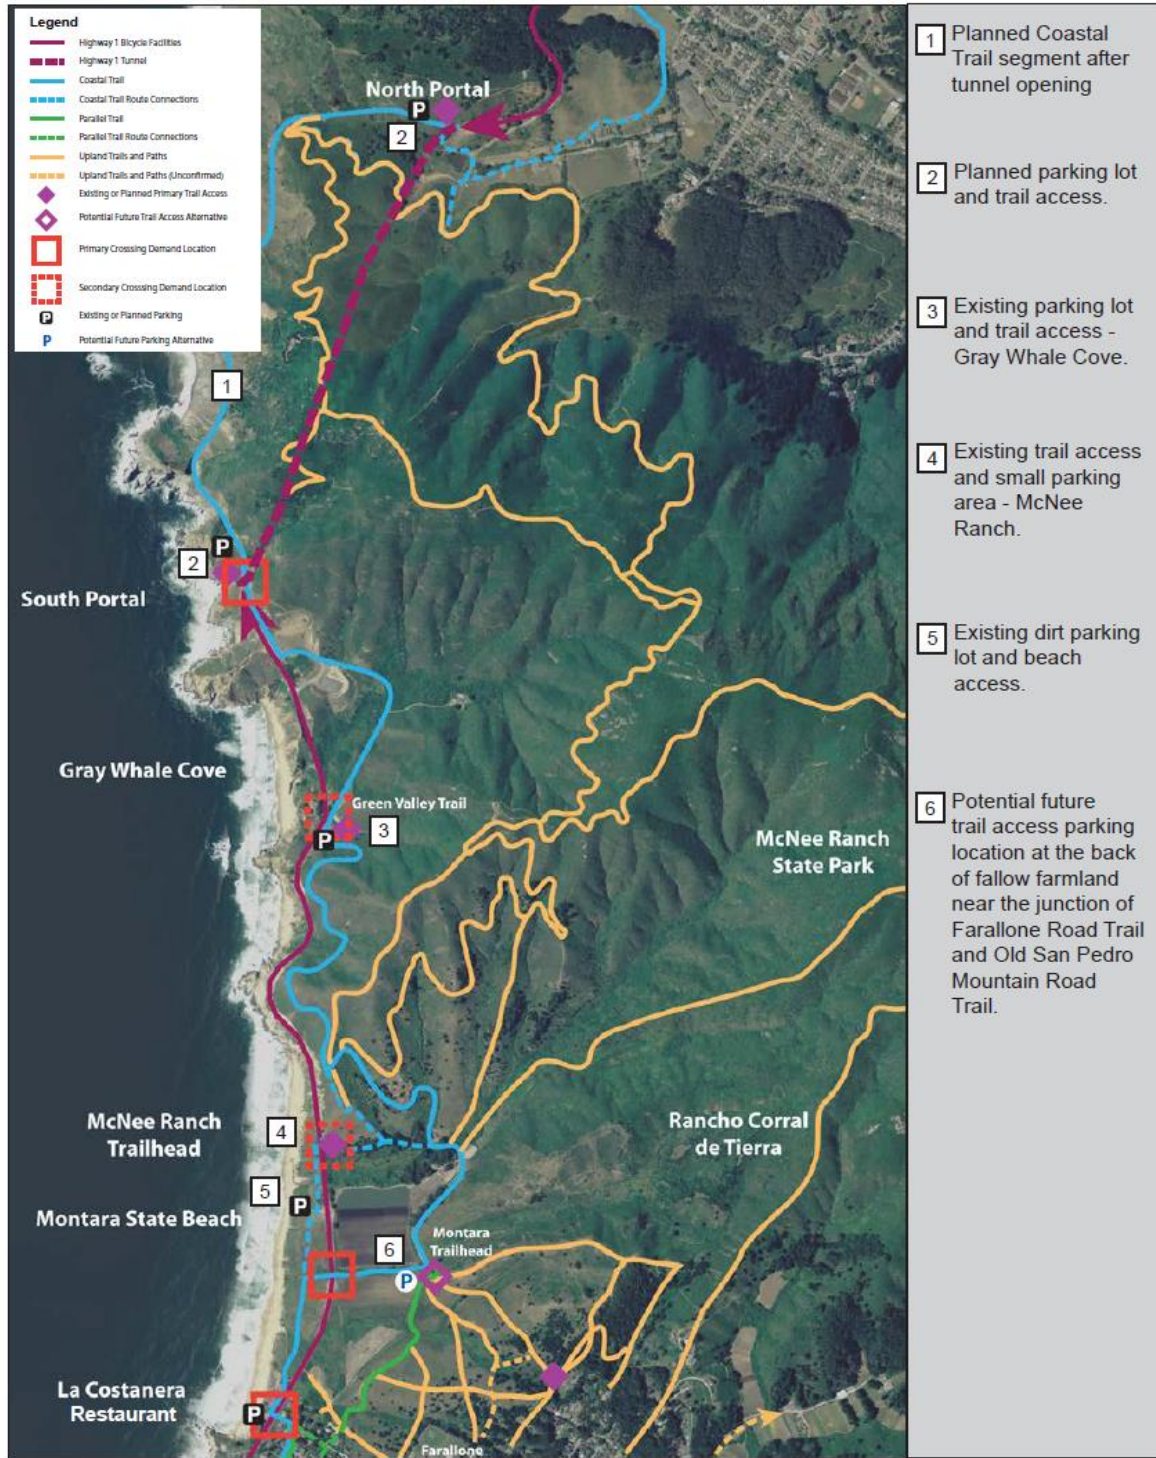 Legend
Highway 1 Bicycle Facilities
Highway 1 Tunnel
Coastal Trail
Coastal Trail Route Connections
Parallel Trail
Parallel Trail Route Connections
Upland Trails and Paths
Upland Trails and Paths (Unconfirmed)
Existing or Planned Primary Trail Access
Potential Future Trail Access Alternative
Primary Crosssing Demand Location
Secondary Crosssing Demand Location
P Existing or Planned Parking
P Potential Future Parking Alternative
North Portal
P
2
1
P
2
South Portal
Gray Whale Cove
Green Valley Trail
P
3
McNee Ranch
State Park
McNee Ranch
Trailhead
4
Rancho Corral
de Tierra
5
P
Montara State Beach
6
Montara
Trailhead
P
La Costanera
Restaurant
P
Farallone
1 Planned Coastal
Trail segment after
tunnel opening
2 Planned parking lot
and trail access.
3 Existing parking lot
and trail access -
Gray Whale Cove.
4 Existing trail access
and small parking
area - McNee
Ranch.
5 Existing dirt parking
lot and beach
access.
6 Potential future
trail access parking
location at the back
of fallow farmland
near the junction of
Farallone Road Trail
and Old San Pedro
Mountain Road
Trail.